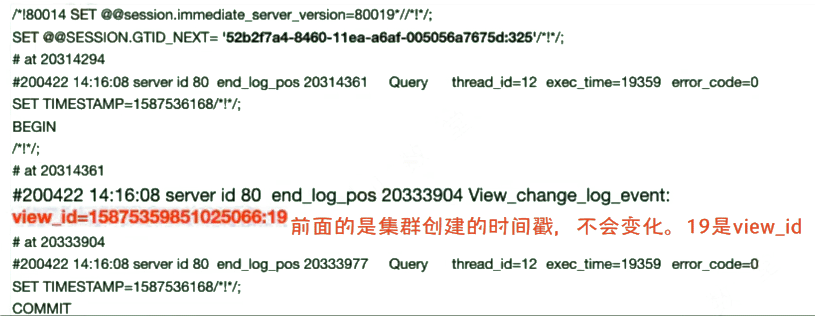 /*!80014 SET @@session.immediate_server_version=80019*//*!*/;
SET @@SESSION.GTID_NEXT= '52b2f7a4-8460-11ea-a6af-005056a7675d:325'/*!*/;
# at 20314294
#200422 14:16:08 server id 80  end_log_pos 20314361    Query    thread_id=12  exec_time=19359  error_code=0
SET TIMESTAMP=1587536168/*!*/;
BEGIN
/*!*/;
# at 20314361
#200422 14:16:08 server id 80  end_log_pos 20333904 View_change_log_event:
view_id=15875359851025066:19 前面的是集群创建的时间戳，不会变化。19是view_id
# at 20333904
#200422 14:16:08 server id 80  end_log_pos 20333977    Query    thread_id=12  exec_time=19359  error_code=0
SET TIMESTAMP=1587536168/*!*/;
COMMIT